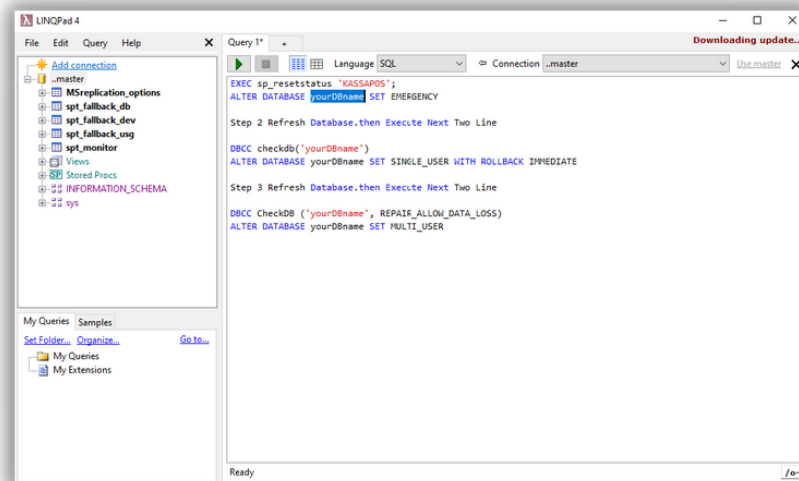 LINQPad 4
File Edit Query Help
Query 1*
Downloading update...
Add connection
..master
MSreplication_options
spt_fallback_db
spt_fallback_dev
spt_fallback_usg
spt_monitor
Views
Stored Procs
INFORMATION_SCHEMA
sys
Language SQL
Connection ..master
Use master
EXEC sp_resetstatus 'KASSAPOS';
ALTER DATABASE yourDBname SET EMERGENCY
Step 2 Refresh Database.then Execute Next Two Line
DBCC checkdb('yourDBname')
ALTER DATABASE yourDBname SET SINGLE_USER WITH ROLLBACK IMMEDIATE
Step 3 Refresh Database.then Execute Next Two Line
DBCC CheckDB ('yourDBname', REPAIR_ALLOW_DATA_LOSS)
ALTER DATABASE yourDBname SET MULTI_USER
My Queries Samples
Set Folder... Organize... Go to...
My Queries
My Extensions
Ready
/o-